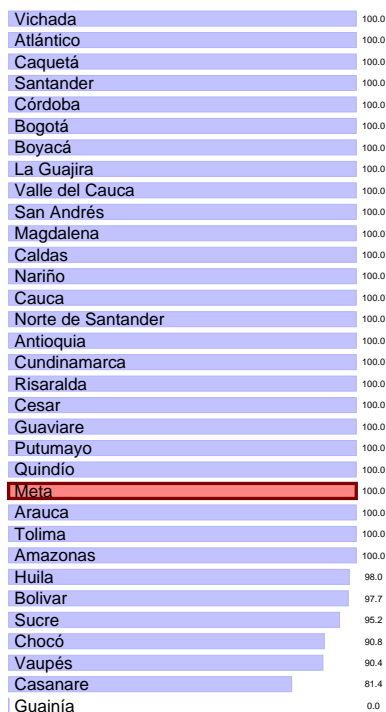 Vichada 100.0
Atlántico 100.0
Caquetá 100.0
Santander 100.0
Córdoba 100.0
Bogotá 100.0
Boyacá 100.0
La Guajira 100.0
Valle del Cauca 100.0
San Andrés 100.0
Magdalena 100.0
Caldas 100.0
Nariño 100.0
Cauca 100.0
Norte de Santander 100.0
Antioquia 100.0
Cundinamarca 100.0
Risaralda 100.0
Cesar 100.0
Guaviare 100.0
Putumayo 100.0
Quindío 100.0
Meta 100.0
Arauca 100.0
Tolima 100.0
Amazonas 100.0
Huila 98.0
Bolivar 97.7
Sucre 95.2
Chocó 90.8
Vaupés 90.4
Casanare 81.4
Guainía 0.0